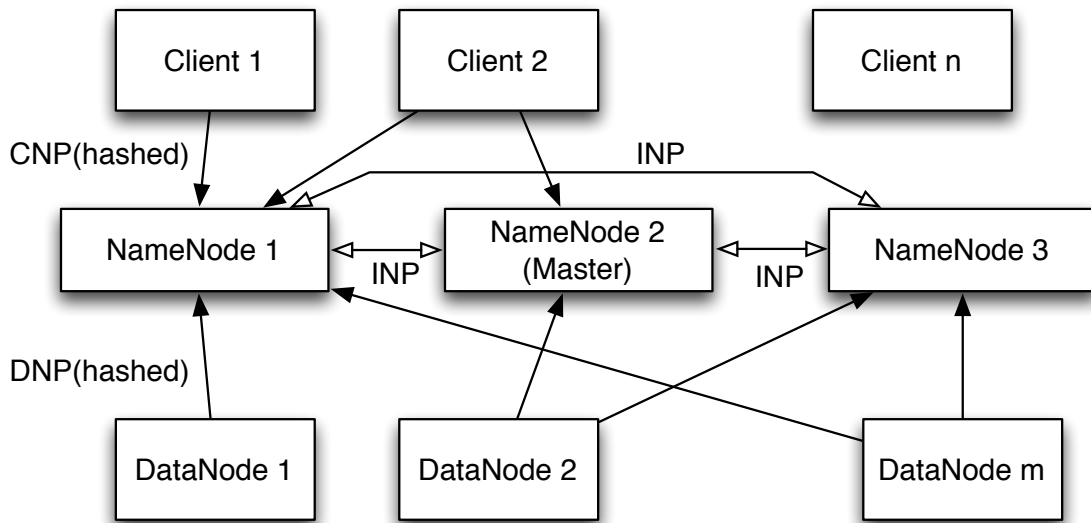 Client 1
Client 2
Client n
CNP(hashed)
INP
NameNode 1
INP
NameNode 2
(Master)
INP
NameNode 3
DNP(hashed)
DataNode 1
DataNode 2
DataNode m